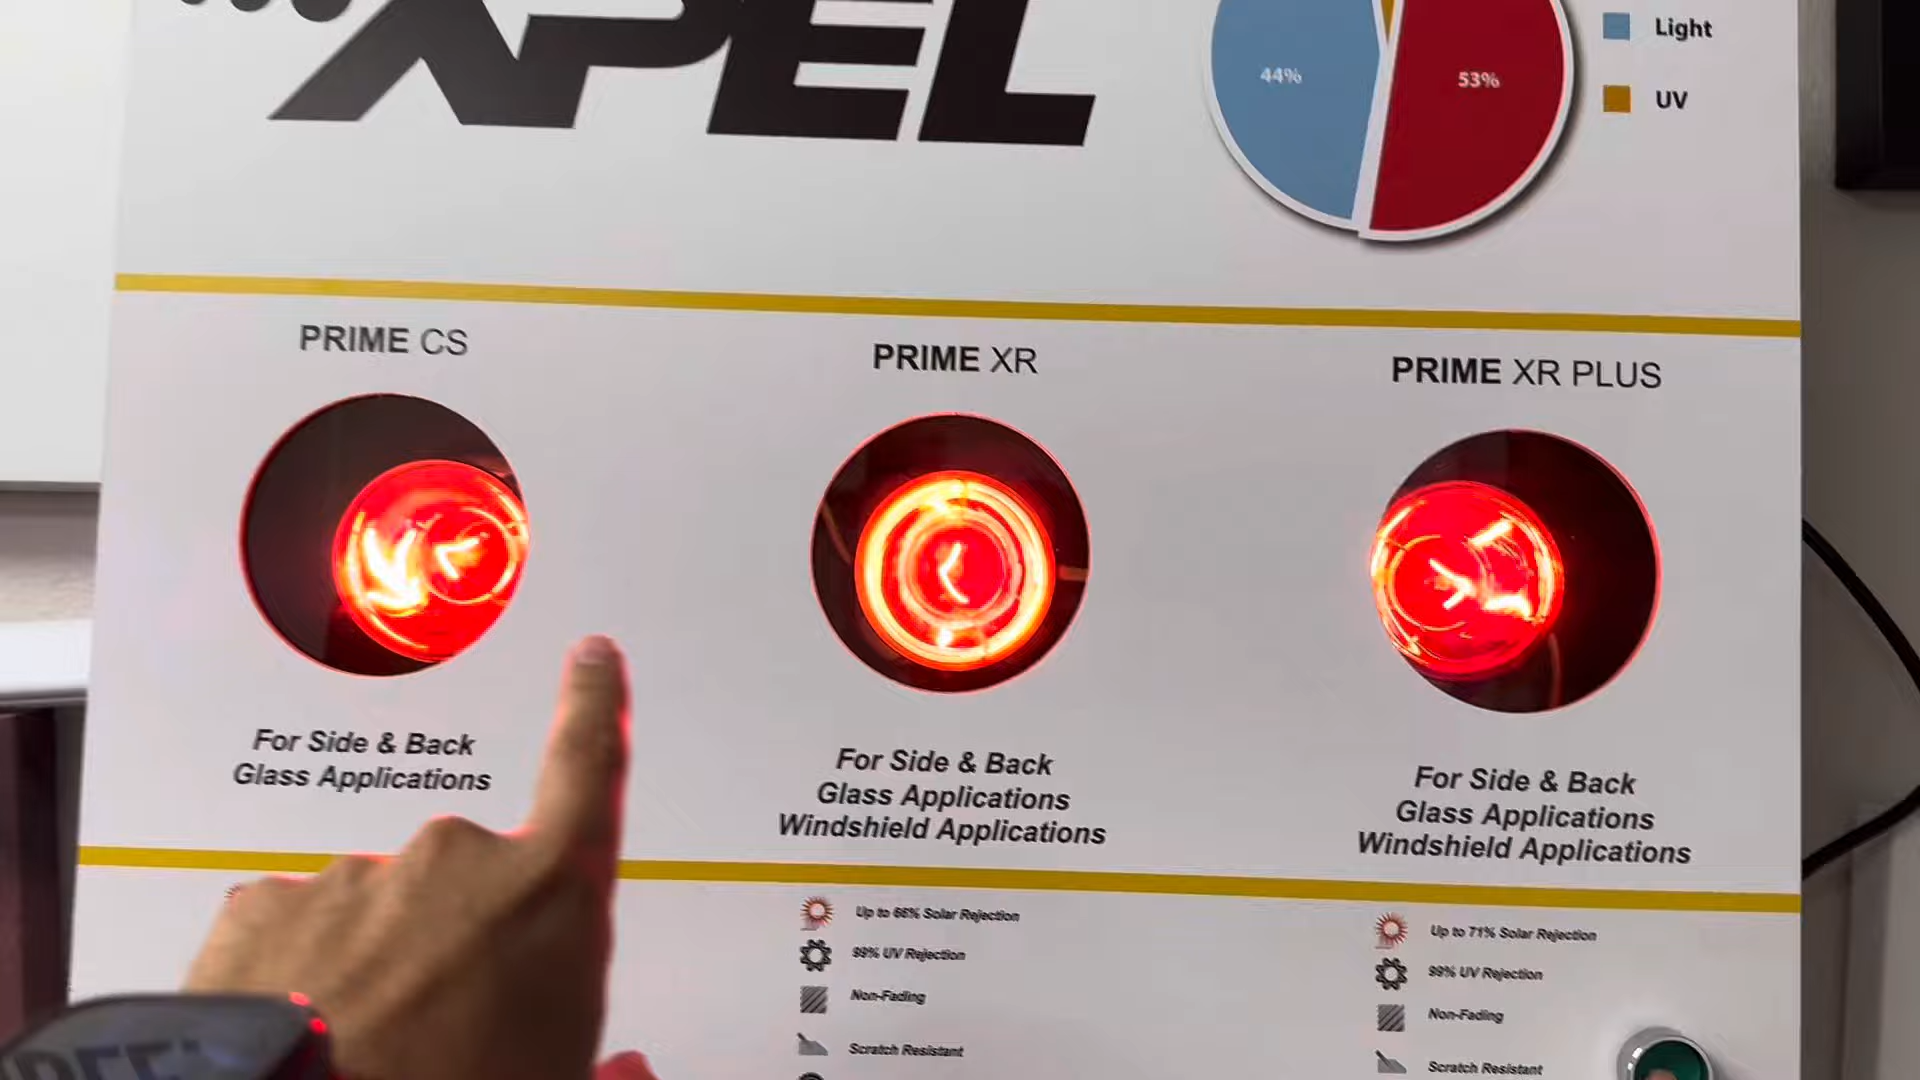 XPEL
Light
44%
53%
UV
PRIME CS
PRIME XR
PRIME XR PLUS
For Side & Back
Glass Applications
For Side & Back
Glass Applications
Windshield Applications
For Side & Back
Glass Applications
Windshield Applications
Up to 66% Solar Rejection
99% UV Rejection
Non-Fading
Scratch Resistant
Up to 71% Solar Rejection
99% UV Rejection
Non-Fading
Scratch Resistant